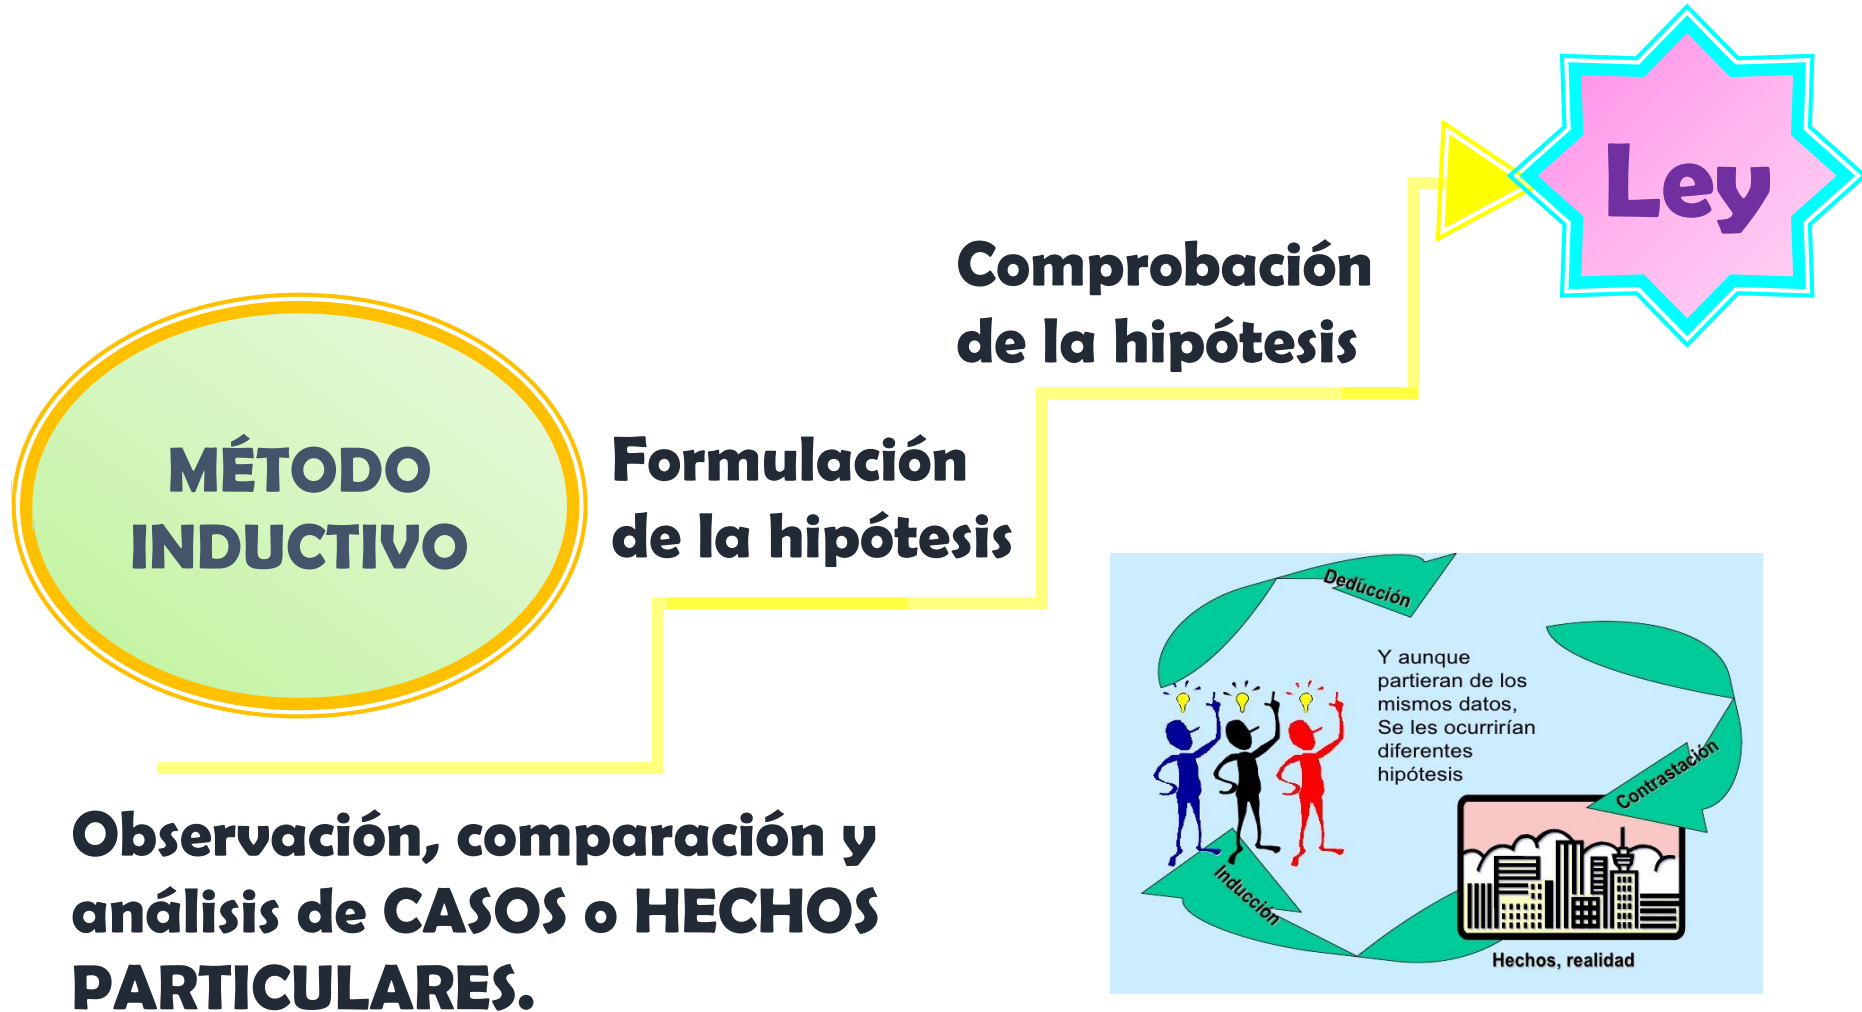 MÉTODO
INDUCTIVO
Observación, comparación y
análisis de CASOS o HECHOS
PARTICULARES.
Formulación
de la hipótesis
Comprobación
de la hipótesis
Ley
Deducción
Y aunque
partieran de los
mismos datos,
Se les ocurrirían
diferentes
hipótesis
Contrastación
Inducción
Hechos, realidad